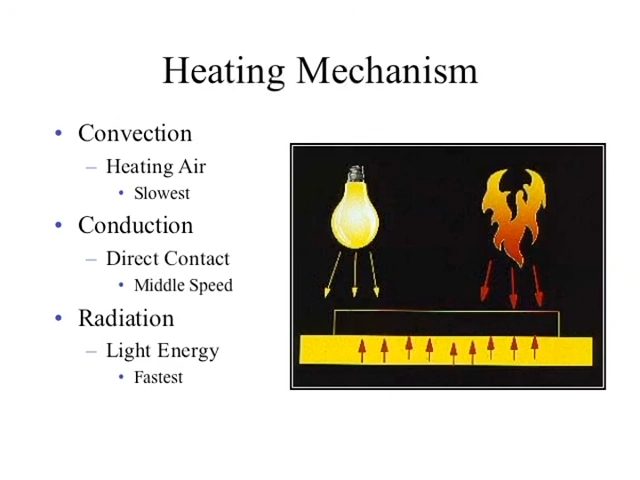 Heating Mechanism
• Convection
– Heating Air
• Slowest
• Conduction
– Direct Contact
• Middle Speed
• Radiation
– Light Energy
• Fastest